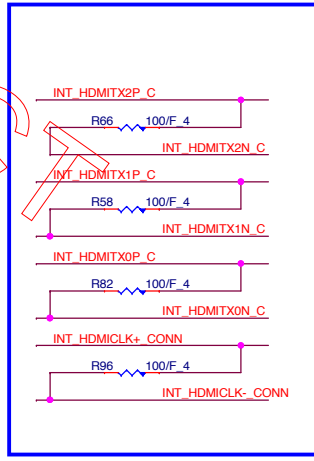 INT_HDMITX2P_C
R66 100/F_4
INT_HDMITX2N_C
INT_HDMITX1P_C
R58 100/F_4
INT_HDMITX1N_C
INT_HDMITX0P_C
R82 100/F_4
INT_HDMITX0N_C
INT_HDMICLK+_CONN
R96 100/F_4
INT_HDMICLK-_CONN